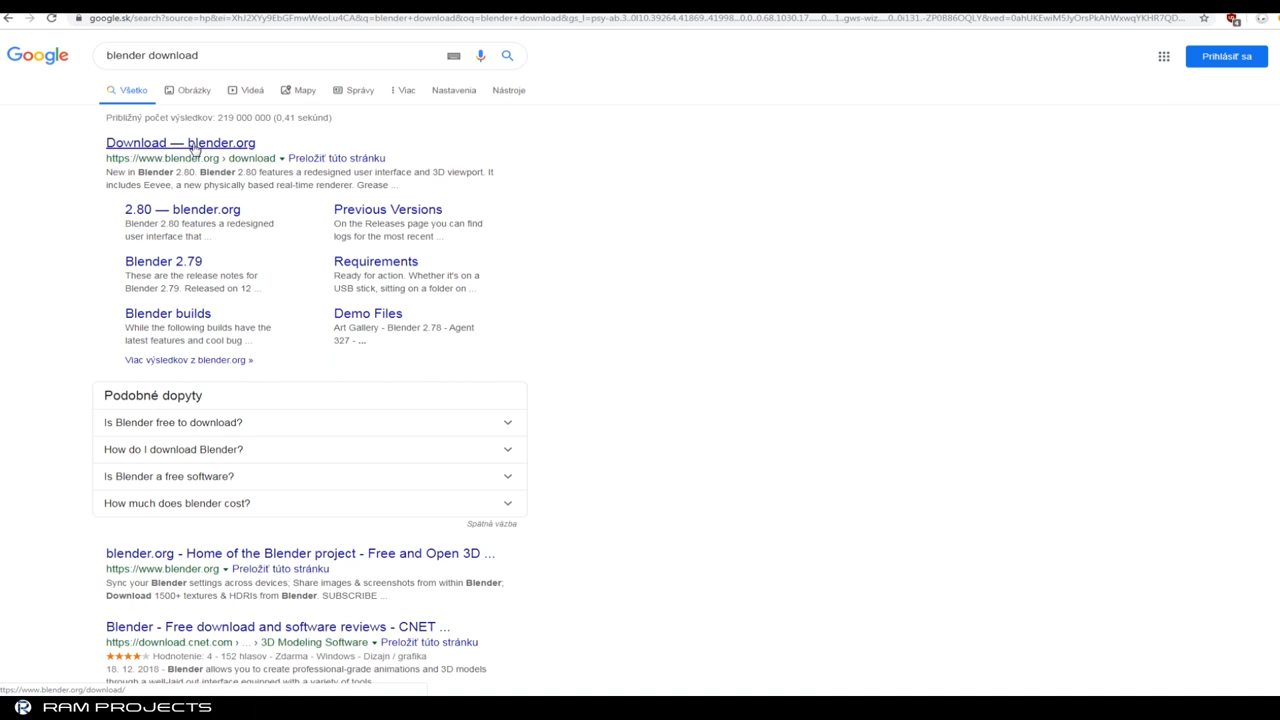 Google
blender download
Prihlásiť sa
Všetko Obrázky Videá Mapy Správy Viac Nastavenia Nástroje
Približný počet výsledkov: 219 000 000 (0,41 sekúnd)
Download — blender.org
https://www.blender.org › download Preložiť túto stránku
New in Blender 2.80. Blender 2.80 features a redesigned user interface and 3D viewport. It
includes Eevee, a new physically based real-time renderer. Grease ...
2.80 — blender.org
Blender 2.80 features a redesigned
user interface that ...
Previous Versions
On the Releases page you can find
logs for the most recent ...
Blender 2.79
These are the release notes for
Blender 2.79. Released on 12 ...
Requirements
Ready for action. Whether it's on a
USB stick, sitting on a folder on ...
Blender builds
While the following builds have the
latest features and cool bug ...
Demo Files
Art Gallery - Blender 2.78 - Agent
327 - ...
Viac výsledkov z blender.org »
Podobné dopyty
Is Blender free to download?
How do I download Blender?
Is Blender a free software?
How much does blender cost?
Spätná väzba
blender.org - Home of the Blender project - Free and Open 3D ...
https://www.blender.org Preložiť túto stránku
Sync your Blender settings across devices; Share images & screenshots from within Blender;
Download 1500+ textures & HDRIs from Blender. SUBSCRIBE ...
Blender - Free download and software reviews - CNET ...
https://download.cnet.com › ... › 3D Modeling Software Preložiť túto stránku
Hodnotenie: 4 - 152 hlasov - Zdarma - Windows - Dizajn / grafika
18. 12. 2018 - Blender allows you to create professional-grade animations and 3D models
through a well-laid out interface equipped with a variety of tools.
https://www.blender.org/download/
RAM PROJECTS